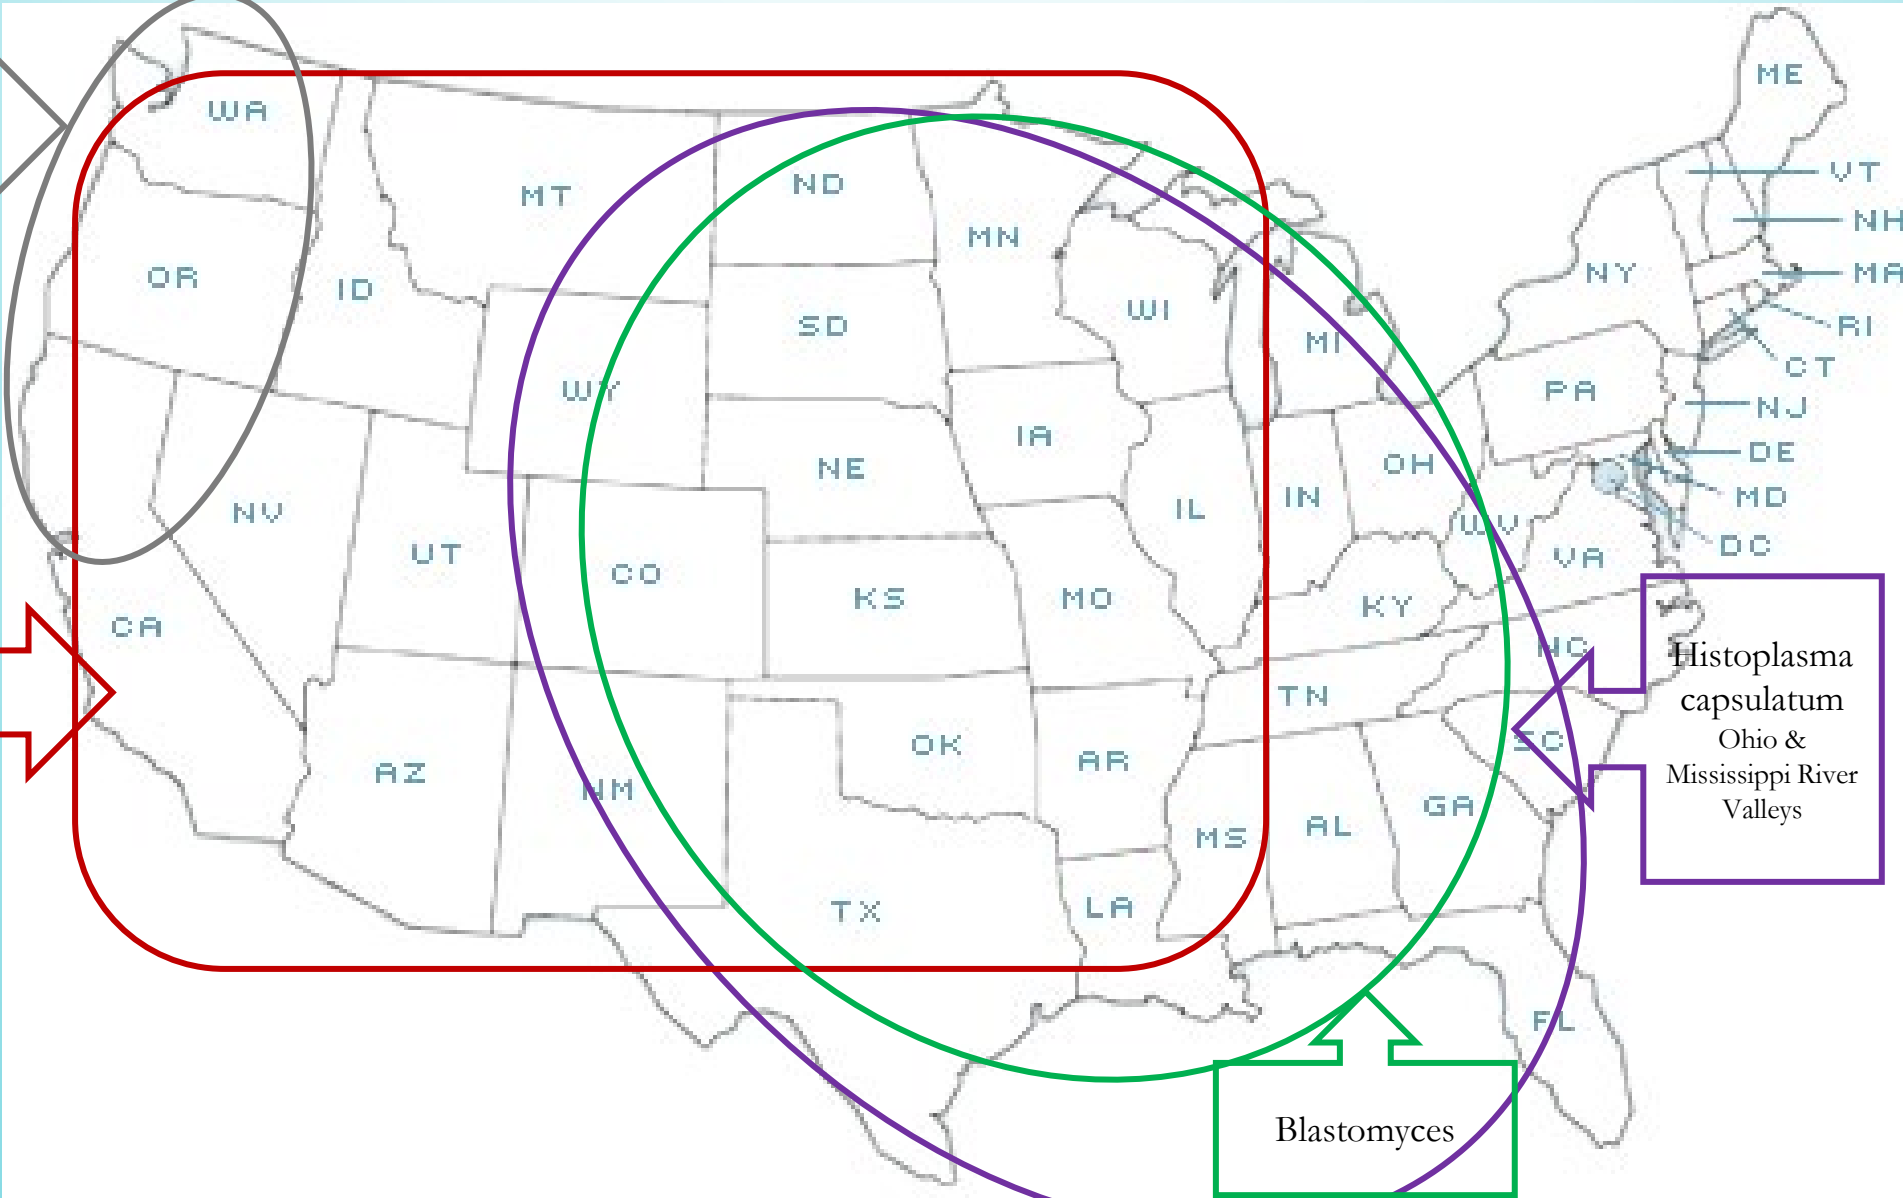 ME
WA
VT
ND
MT
NH
MN
NY
MA
OR
ID
WI
SD
RI
MI
CT
WY
PA
NJ
IA
DE
NE
OH
MD
IN
NV
IL
WV
DC
UT
VA
CO
KS
MO
KY
CA
NC
Histoplasma
capsulatum
Ohio &
Mississippi River
Valleys
TN
OK
SC
AR
AZ
NM
GA
MS
AL
TX
LA
FL
Blastomyces